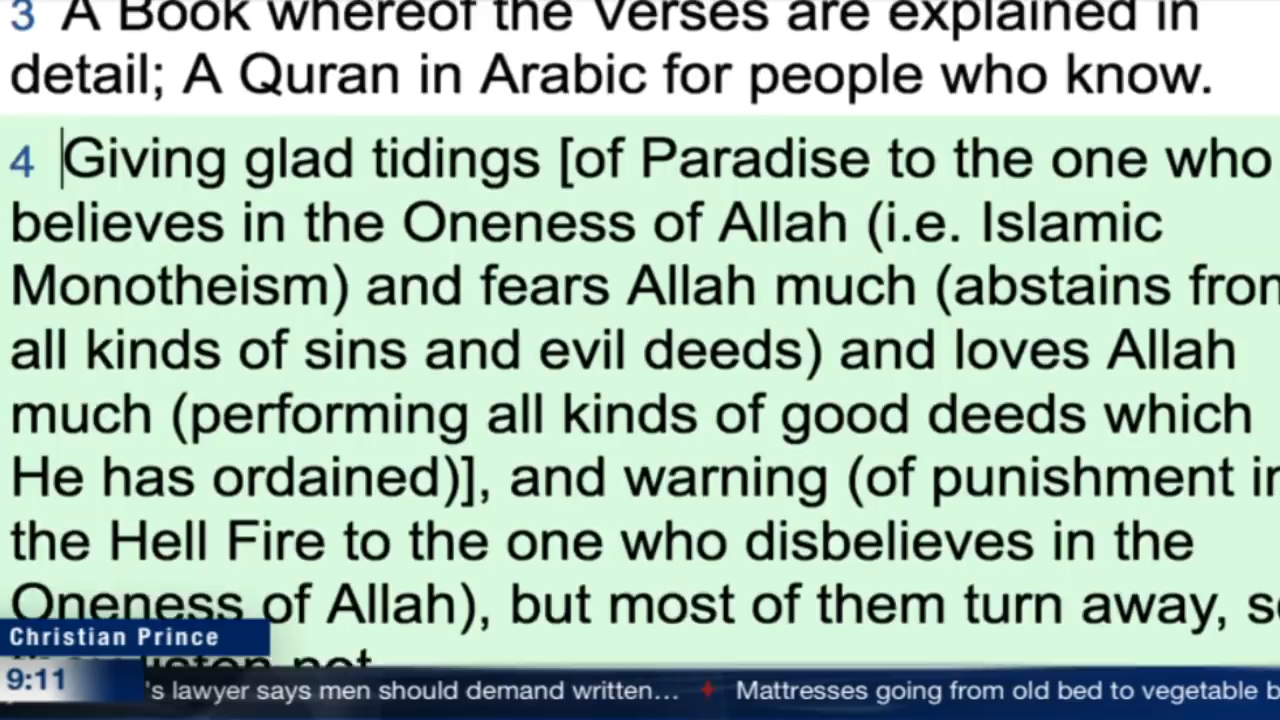 3 A Book whereof the Verses are explained in
detail; A Quran in Arabic for people who know.
4 Giving glad tidings [of Paradise to the one who
believes in the Oneness of Allah (i.e. Islamic
Monotheism) and fears Allah much (abstains from
all kinds of sins and evil deeds) and loves Allah
much (performing all kinds of good deeds which
He has ordained)], and warning (of punishment in
the Hell Fire to the one who disbelieves in the
Oneness of Allah), but most of them turn away, so
listen not.
Christian Prince
9:11
's lawyer says men should demand written... Mattresses going from old bed to vegetable